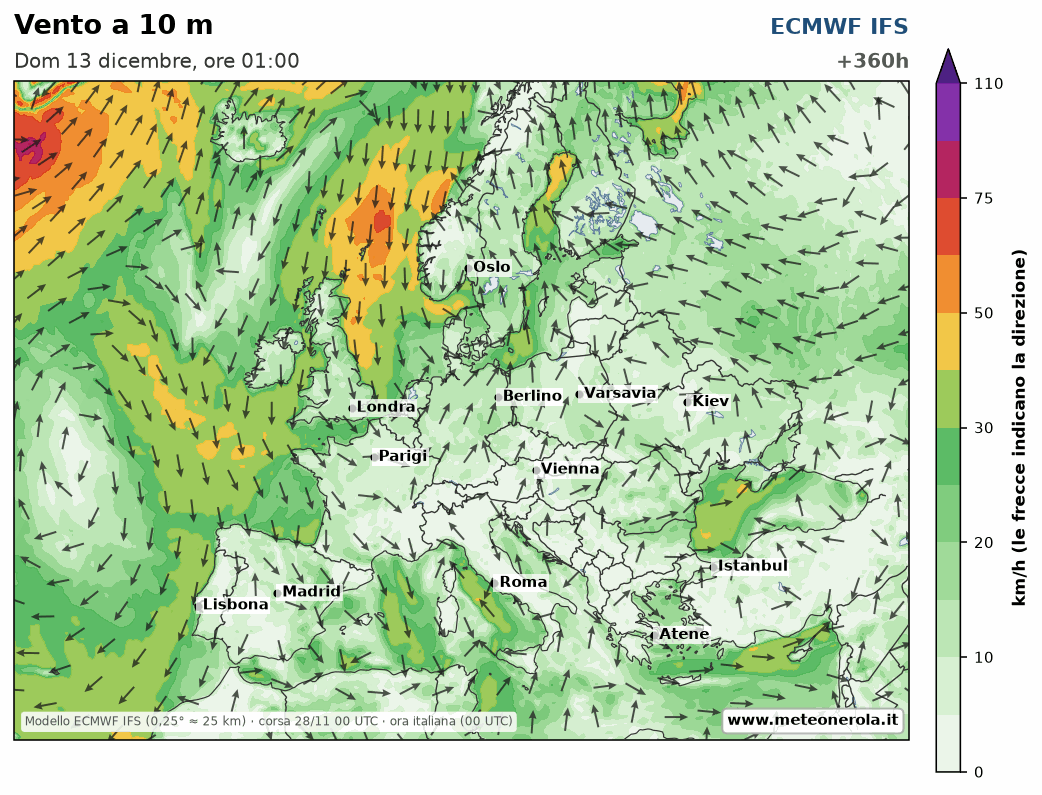 Vento a 10 m
ECMWF IFS
Dom 13 dicembre, ore 01:00
+360h
Oslo
Londra
Berlino
Varsavia
Kiev
Parigi
Vienna
Istanbul
Roma
Madrid
Lisbona
Atene
Modello ECMWF IFS (0,25° ≈ 25 km) · corsa 28/11 00 UTC · ora italiana (00 UTC)
www.meteonerola.it
110
75
50
30
20
10
0
km/h (le frecce indicano la direzione)